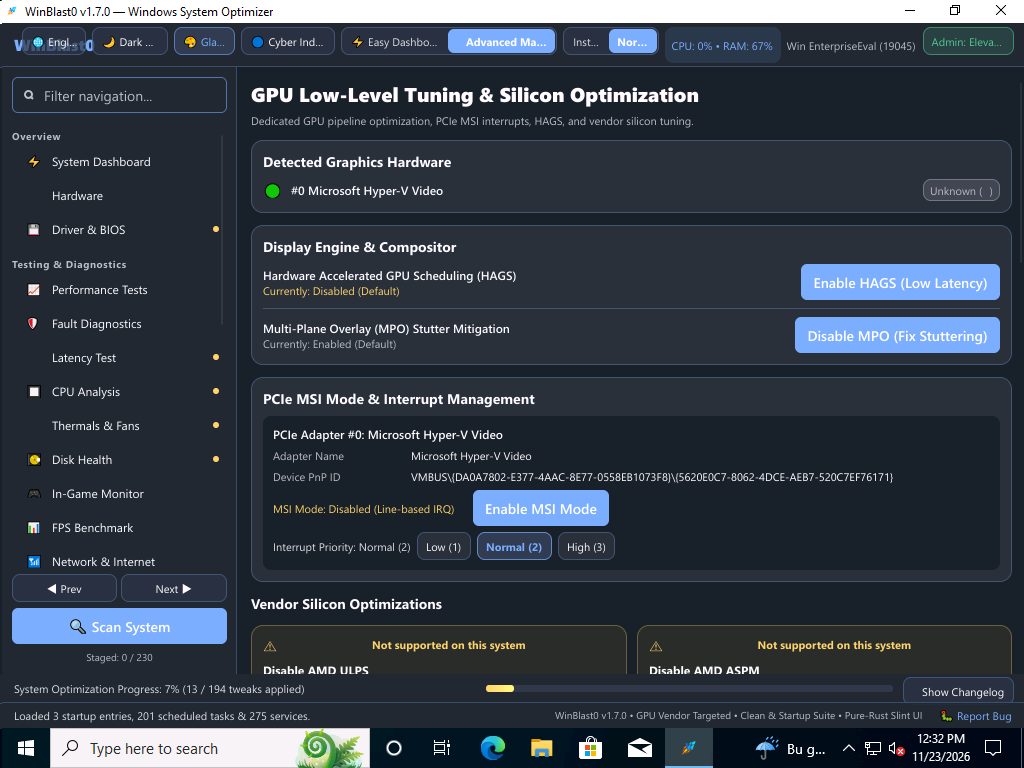 WinBlast0 v1.7.0 — Windows System Optimizer
Engl...
Dark ...
Gla...
Cyber Ind...
Easy Dashbo...
Advanced Ma...
Inst...
Nor...
CPU: 0% • RAM: 67%
Win EnterpriseEval (19045)
Admin: Eleva...
Filter navigation...
Overview
System Dashboard
Hardware
Driver & BIOS
Testing & Diagnostics
Performance Tests
Fault Diagnostics
Latency Test
CPU Analysis
Thermals & Fans
Disk Health
In-Game Monitor
FPS Benchmark
Network & Internet
◀ Prev
Next ▶
Scan System
Staged: 0 / 230
GPU Low-Level Tuning & Silicon Optimization
Dedicated GPU pipeline optimization, PCIe MSI interrupts, HAGS, and vendor silicon tuning.
Detected Graphics Hardware
#0 Microsoft Hyper-V Video
Unknown ( )
Display Engine & Compositor
Hardware Accelerated GPU Scheduling (HAGS)
Currently: Disabled (Default)
Enable HAGS (Low Latency)
Multi-Plane Overlay (MPO) Stutter Mitigation
Currently: Enabled (Default)
Disable MPO (Fix Stuttering)
PCIe MSI Mode & Interrupt Management
PCIe Adapter #0: Microsoft Hyper-V Video
Adapter Name
Microsoft Hyper-V Video
Device PnP ID
VMBUS\{DA0A7802-E377-4AAC-8E77-0558EB1073F8}\{5620E0C7-8062-4DCE-AEB7-520C7EF76171}
MSI Mode: Disabled (Line-based IRQ)
Enable MSI Mode
Interrupt Priority: Normal (2)
Low (1)
Normal (2)
High (3)
Vendor Silicon Optimizations
Not supported on this system
Disable AMD ULPS
Not supported on this system
Disable AMD ASPM
System Optimization Progress: 7% (13 / 194 tweaks applied)
Show Changelog
Loaded 3 startup entries, 201 scheduled tasks & 275 services.
WinBlast0 v1.7.0 • GPU Vendor Targeted • Clean & Startup Suite • Pure-Rust Slint UI
Report Bug
Type here to search
Bu g...
12:32 PM
11/23/2026